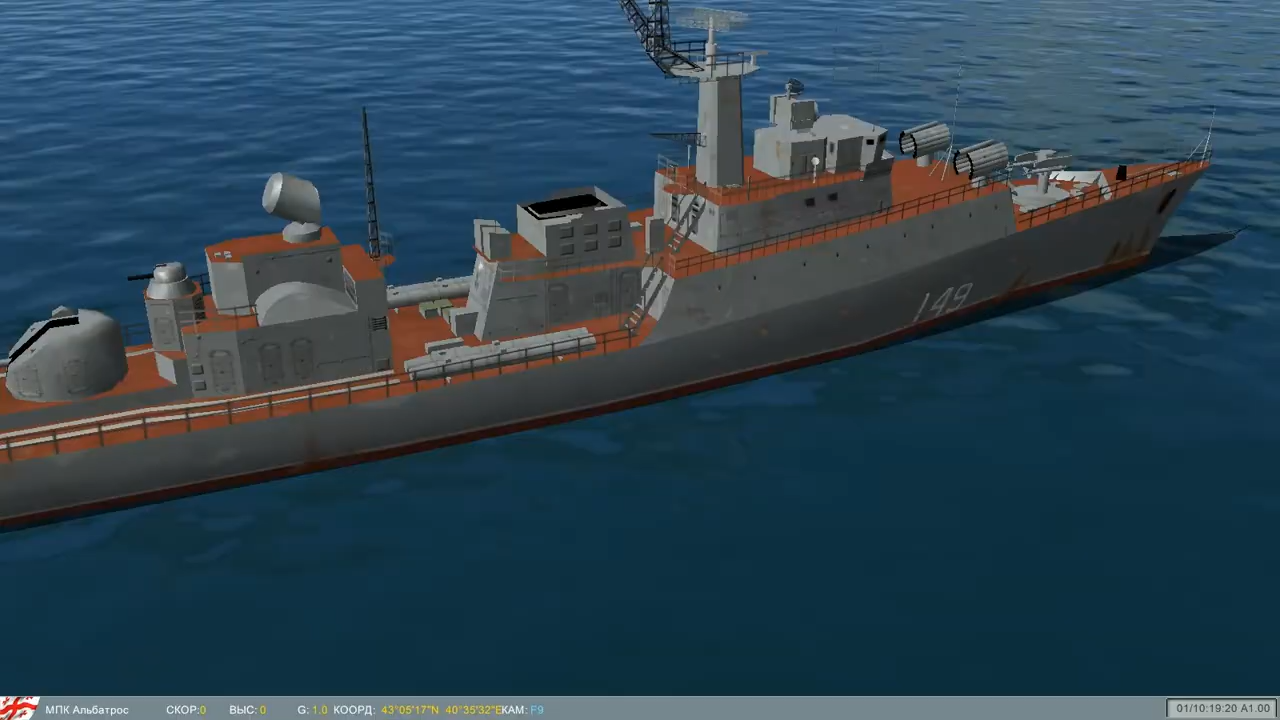 149
МПК Альбатрос СКОР:0 ВЫС: 0 G: 1.0 КООРД: 43°05'17"N 40°35'32"E КАМ: F9
01/10:19:20 A1.00